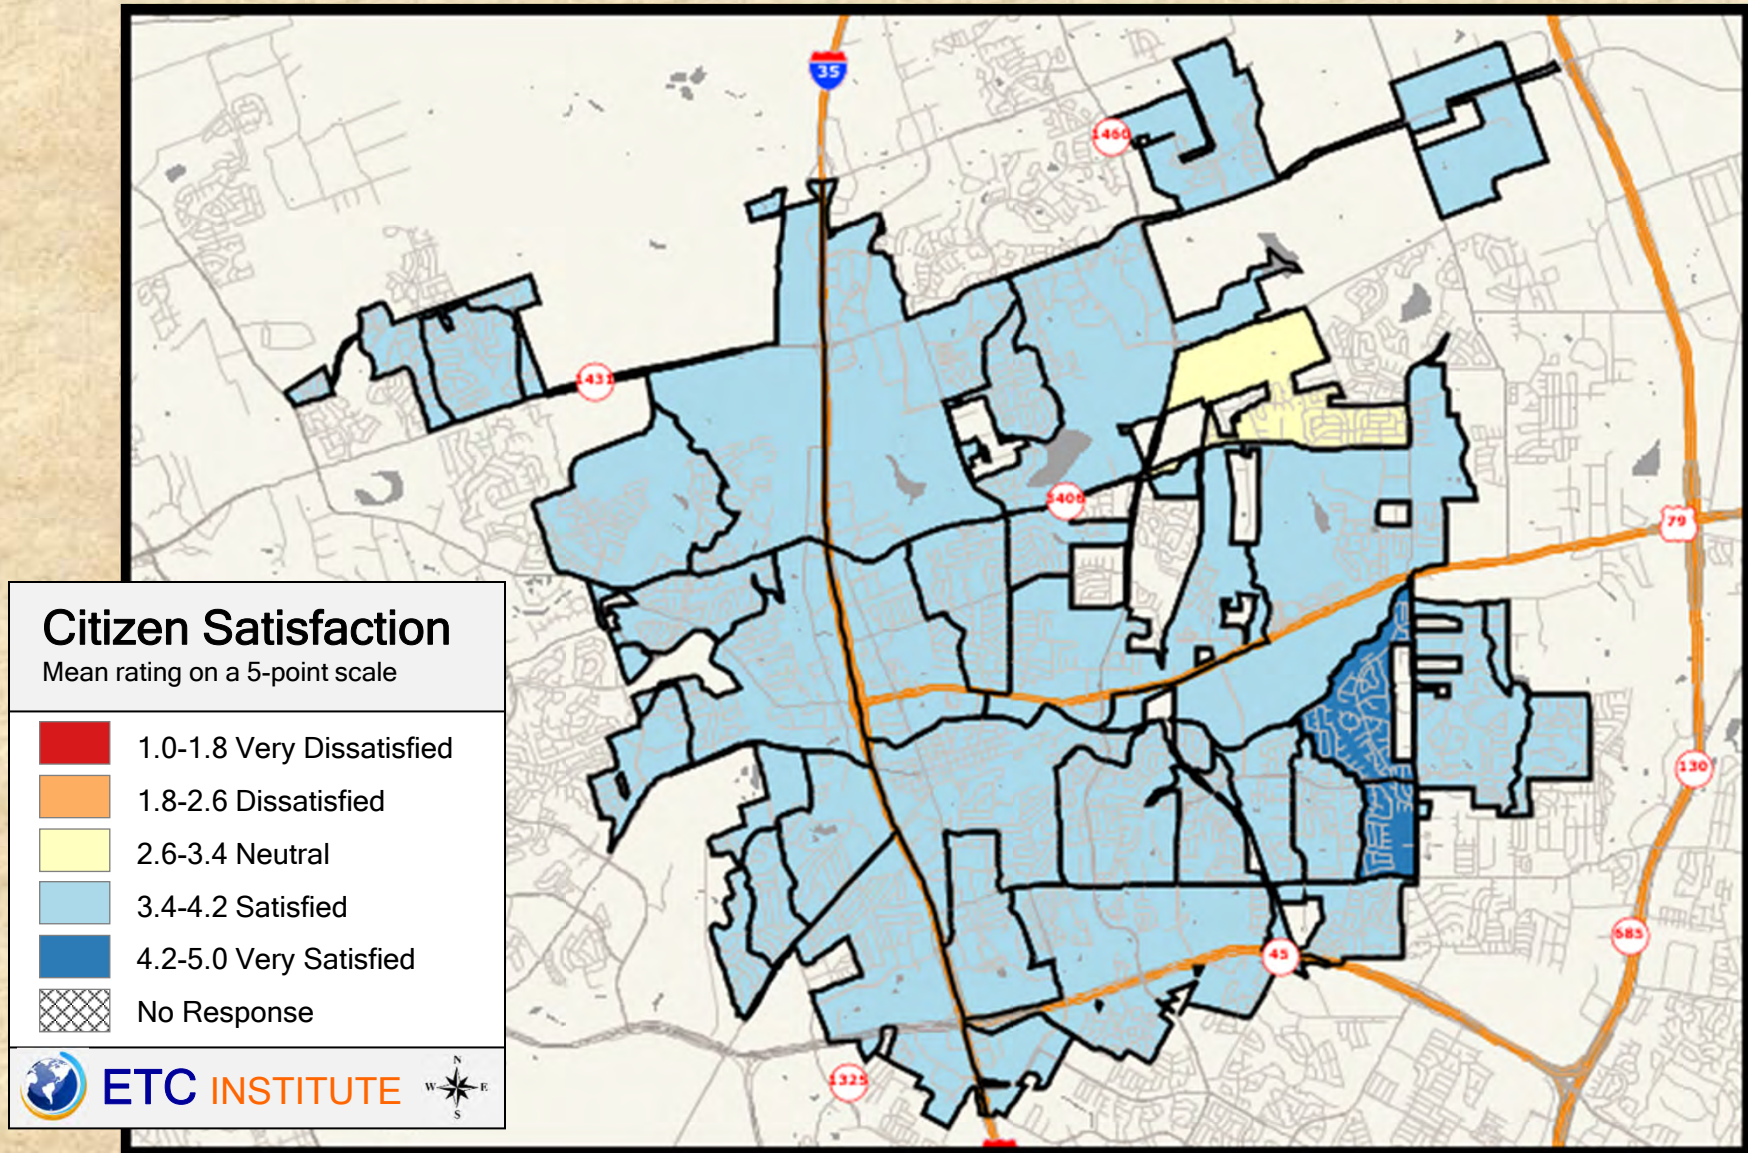 35
1460
1431
3406
79
130
685
45
1325
Citizen Satisfaction
Mean rating on a 5-point scale
1.0-1.8 Very Dissatisfied
1.8-2.6 Dissatisfied
2.6-3.4 Neutral
3.4-4.2 Satisfied
4.2-5.0 Very Satisfied
No Response
ETC INSTITUTE
N
W E
S